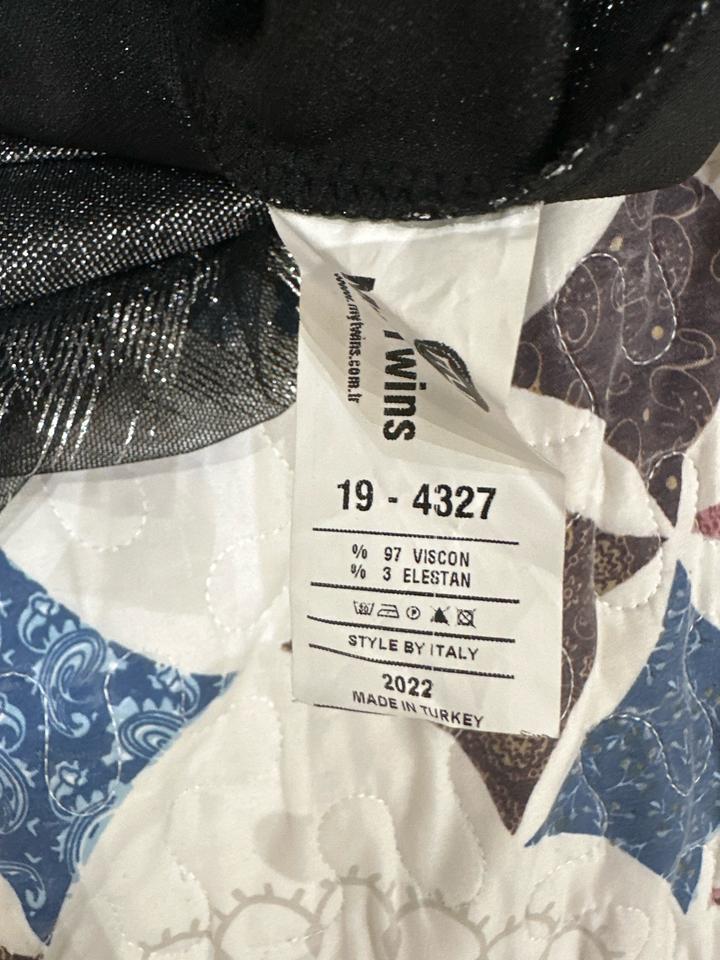 wins
www.mytwins.com.tr
19 - 4327
% 97 VISCON
% 3 ELESTAN
STYLE BY ITALY
2022
MADE IN TURKEY